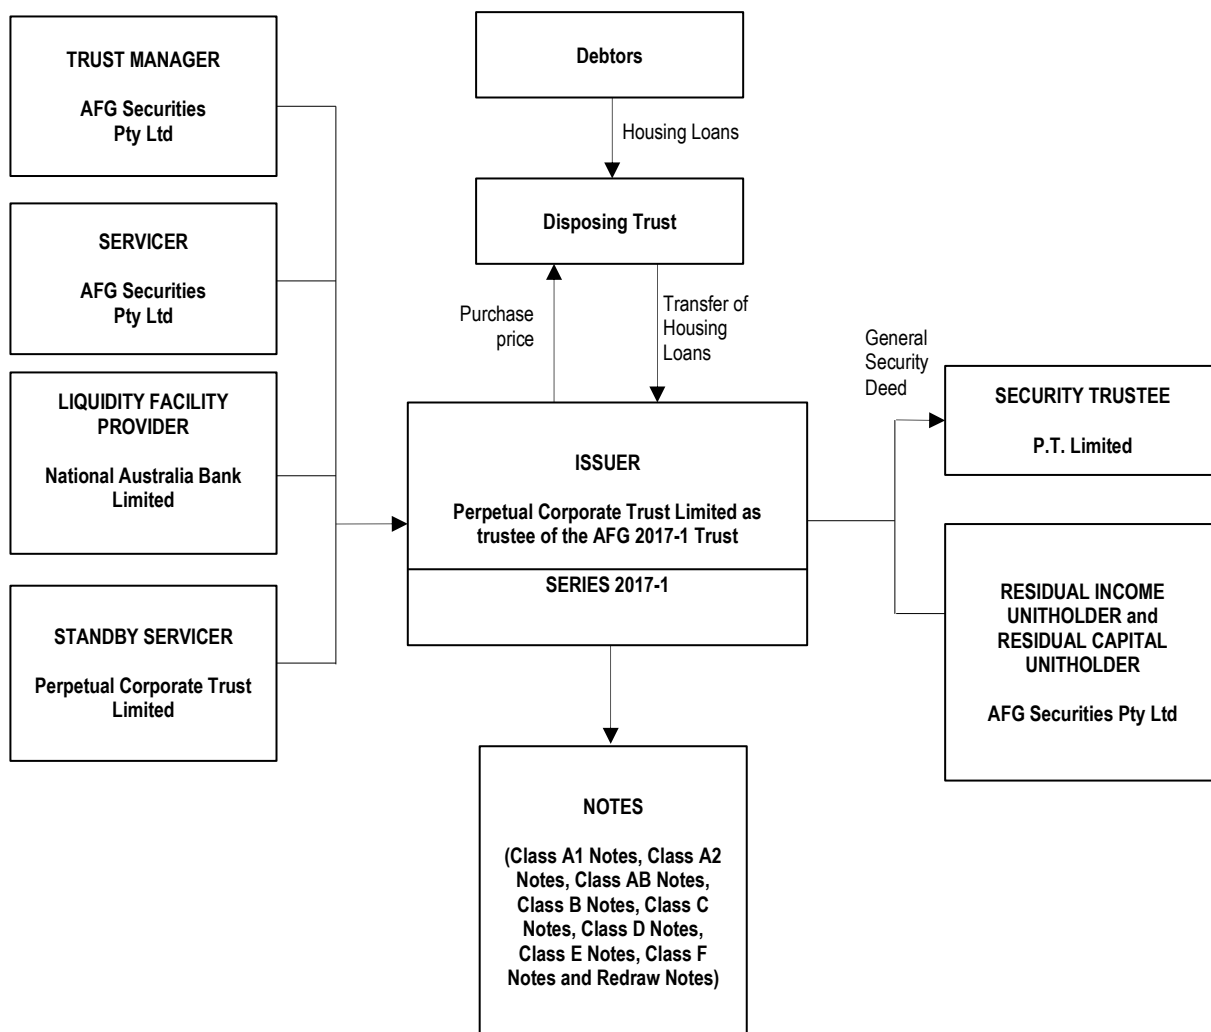 TRUST MANAGER
AFG Securities
Pty Ltd
SERVICER
AFG Securities
Pty Ltd
LIQUIDITY FACILITY
PROVIDER
National Australia Bank
Limited
STANDBY SERVICER
Perpetual Corporate Trust
Limited
Debtors
Housing Loans
Disposing Trust
Purchase
price
Transfer of
Housing
Loans
ISSUER
Perpetual Corporate Trust Limited as
trustee of the AFG 2017-1 Trust
SERIES 2017-1
NOTES
(Class A1 Notes, Class A2
Notes, Class AB Notes,
Class B Notes, Class C
Notes, Class D Notes,
Class E Notes, Class F
Notes and Redraw Notes)
General
Security
Deed
SECURITY TRUSTEE
P.T. Limited
RESIDUAL INCOME
UNITHOLDER and
RESIDUAL CAPITAL
UNITHOLDER
AFG Securities Pty Ltd